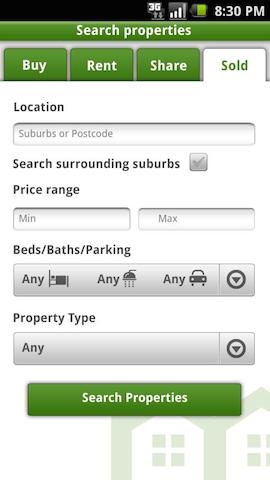 3G 8:30 PM
Search properties
Buy Rent Share Sold
Location
Suburbs or Postcode
Search surrounding suburbs
Price range
Min Max
Beds/Baths/Parking
Any Any Any
Property Type
Any
Search Properties